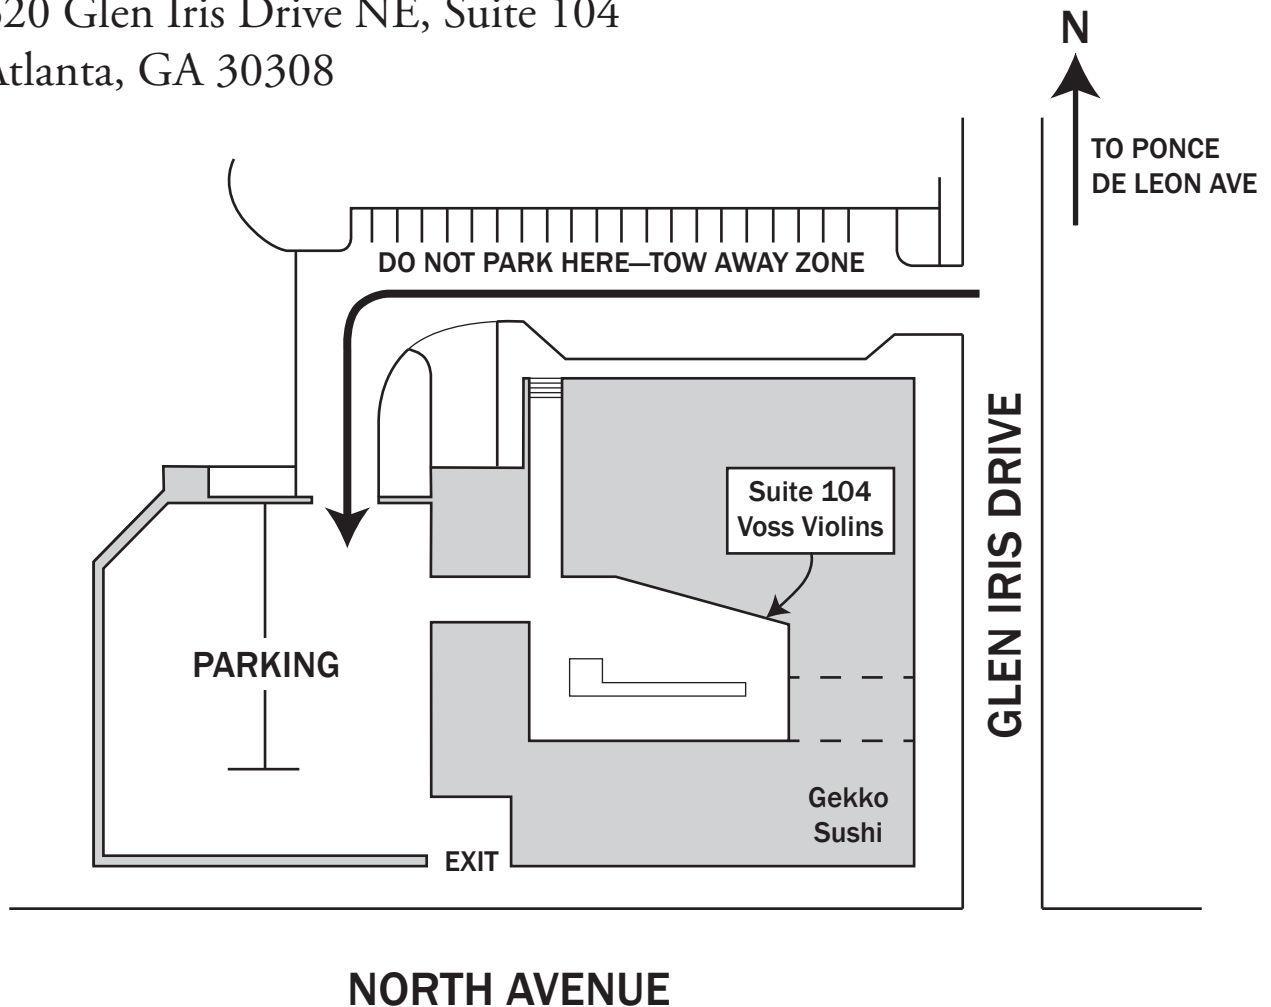 20 Glen Iris Drive NE, Suite 104
Atlanta, GA 30308
N
TO PONCE
DE LEON AVE
DO NOT PARK HERE—TOW AWAY ZONE
Suite 104
Voss Violins
GLEN IRIS DRIVE
PARKING
Gekko
Sushi
EXIT
NORTH AVENUE